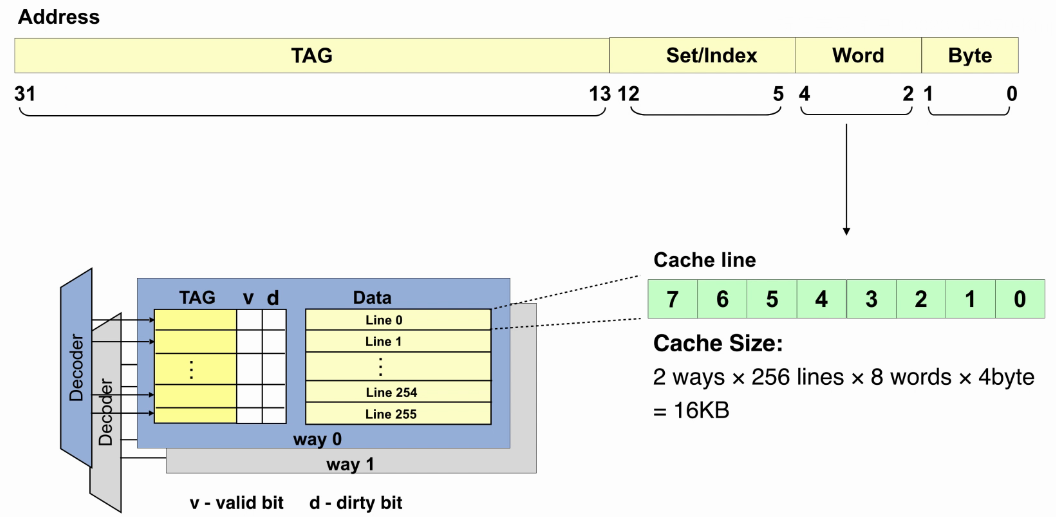 Address
TAG Set/Index Word Byte
31 13 12 5 4 2 1 0
Cache line
7 6 5 4 3 2 1 0
Cache Size:
2 ways × 256 lines × 8 words × 4byte
= 16KB
Decoder
Decoder
TAG v d Data
Line 0
Line 1
⋮ ⋮
Line 254
Line 255
way 0
way 1
v - valid bit d - dirty bit